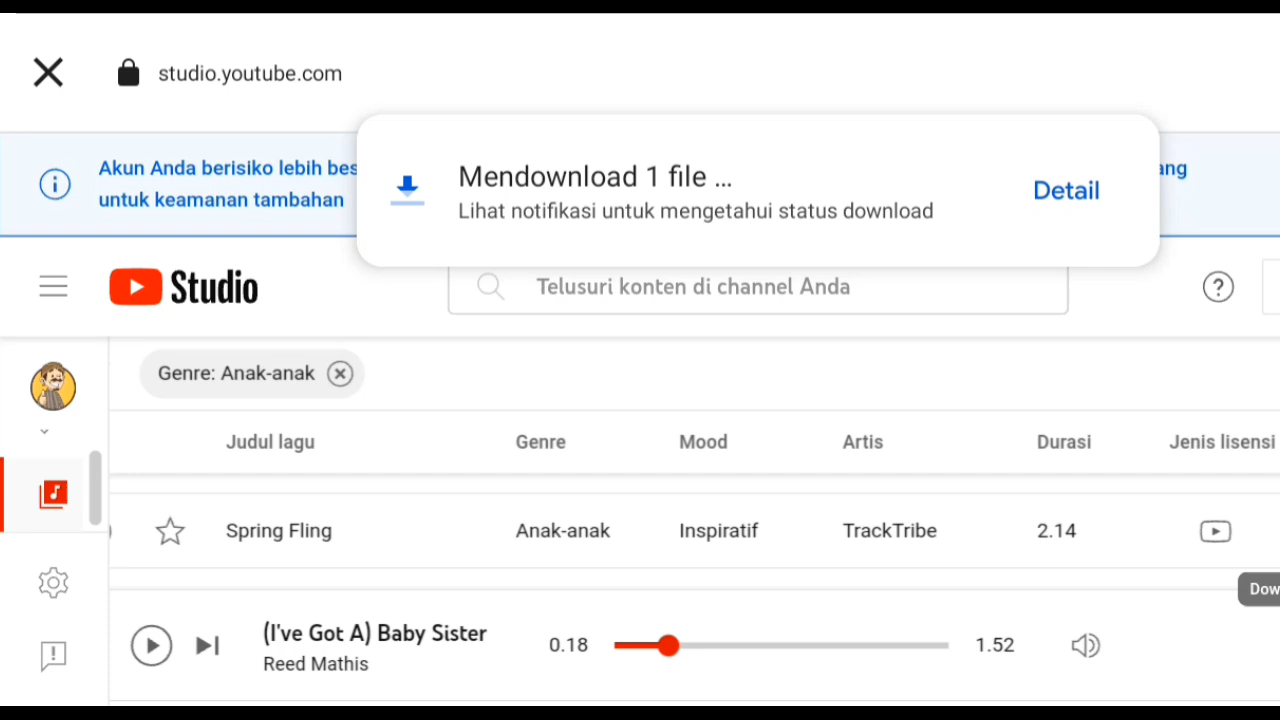 studio.youtube.com
Akun Anda berisiko lebih bes
ang
untuk keamanan tambahan
Mendownload 1 file ...
Lihat notifikasi untuk mengetahui status download
Detail
Studio
Telusuri konten di channel Anda
?
Genre: Anak-anak
Judul lagu Genre Mood Artis Durasi Jenis lisensi
Spring Fling Anak-anak Inspiratif TrackTribe 2.14
Dow
(I've Got A) Baby Sister
Reed Mathis
0.18 1.52